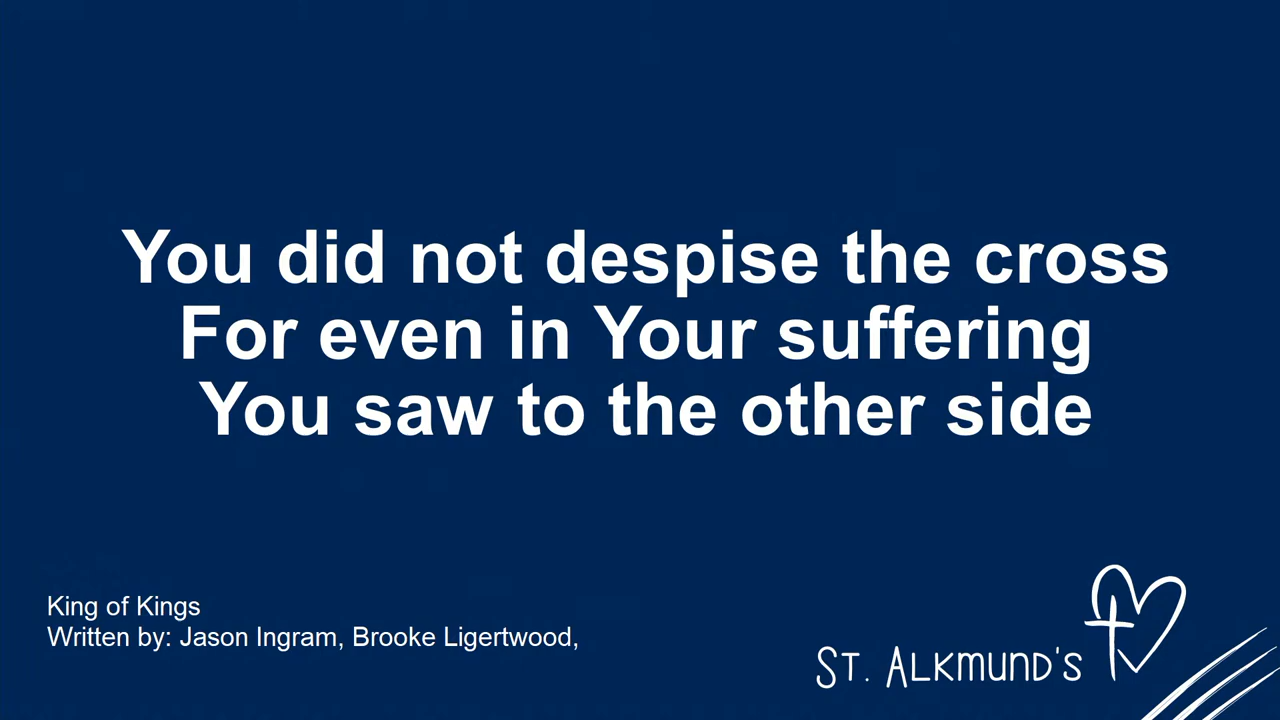 You did not despise the cross
For even in Your suffering
You saw to the other side
King of Kings
Written by: Jason Ingram, Brooke Ligertwood,
ST. ALKMUND'S